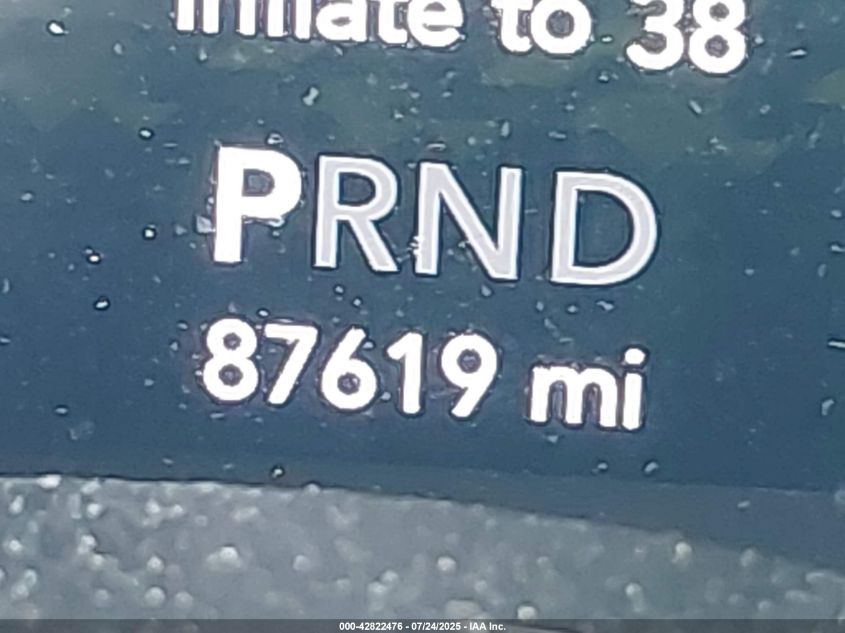 Inflate to 38
PRND
87619 mi
000-42822476 - 07/24/2025 - IAA Inc.